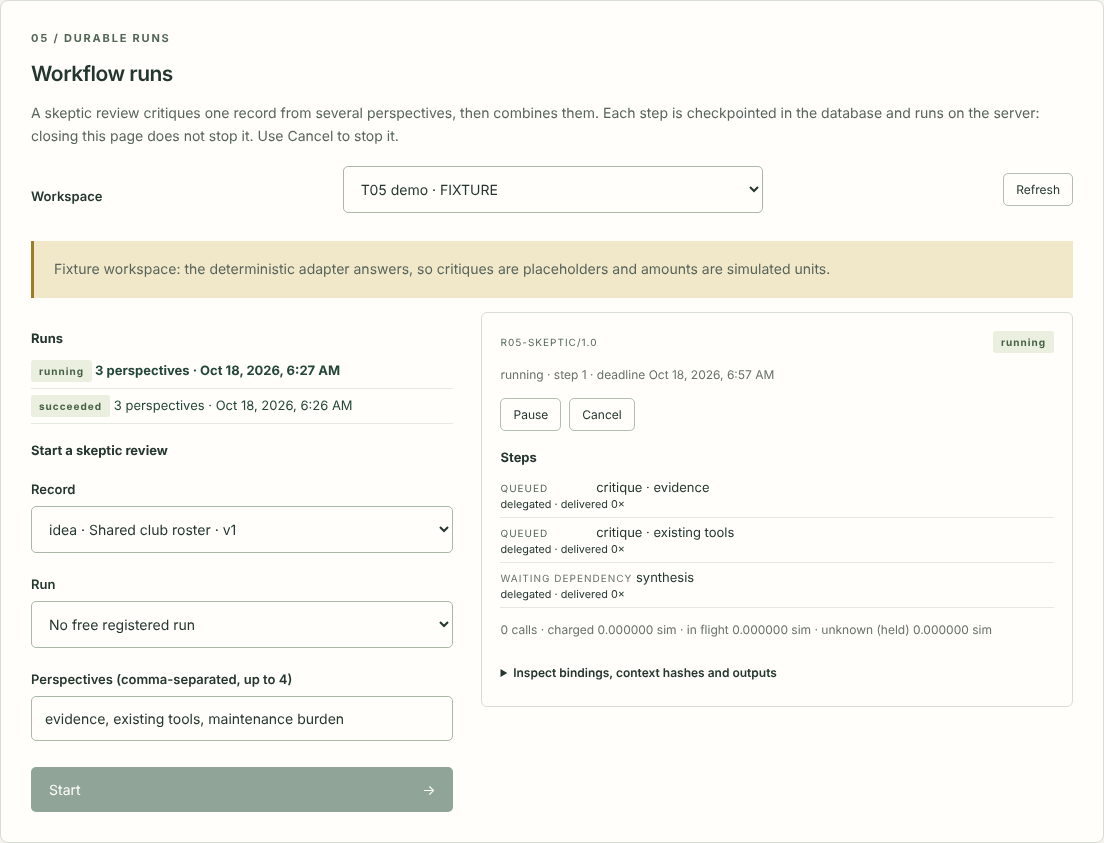 05 / DURABLE RUNS
Workflow runs
A skeptic review critiques one record from several perspectives, then combines them. Each step is checkpointed in the database and runs on the server:
closing this page does not stop it. Use Cancel to stop it.
Workspace
T05 demo · FIXTURE
Refresh
Fixture workspace: the deterministic adapter answers, so critiques are placeholders and amounts are simulated units.
Runs
running 3 perspectives · Oct 18, 2026, 6:27 AM
succeeded 3 perspectives · Oct 18, 2026, 6:26 AM
Start a skeptic review
Record
idea · Shared club roster · v1
Run
No free registered run
Perspectives (comma-separated, up to 4)
evidence, existing tools, maintenance burden
Start →
R05-SKEPTIC/1.0
running
running · step 1 · deadline Oct 18, 2026, 6:57 AM
Pause
Cancel
Steps
QUEUED critique · evidence
delegated · delivered 0×
QUEUED critique · existing tools
delegated · delivered 0×
WAITING DEPENDENCY synthesis
delegated · delivered 0×
0 calls · charged 0.000000 sim · in flight 0.000000 sim · unknown (held) 0.000000 sim
Inspect bindings, context hashes and outputs